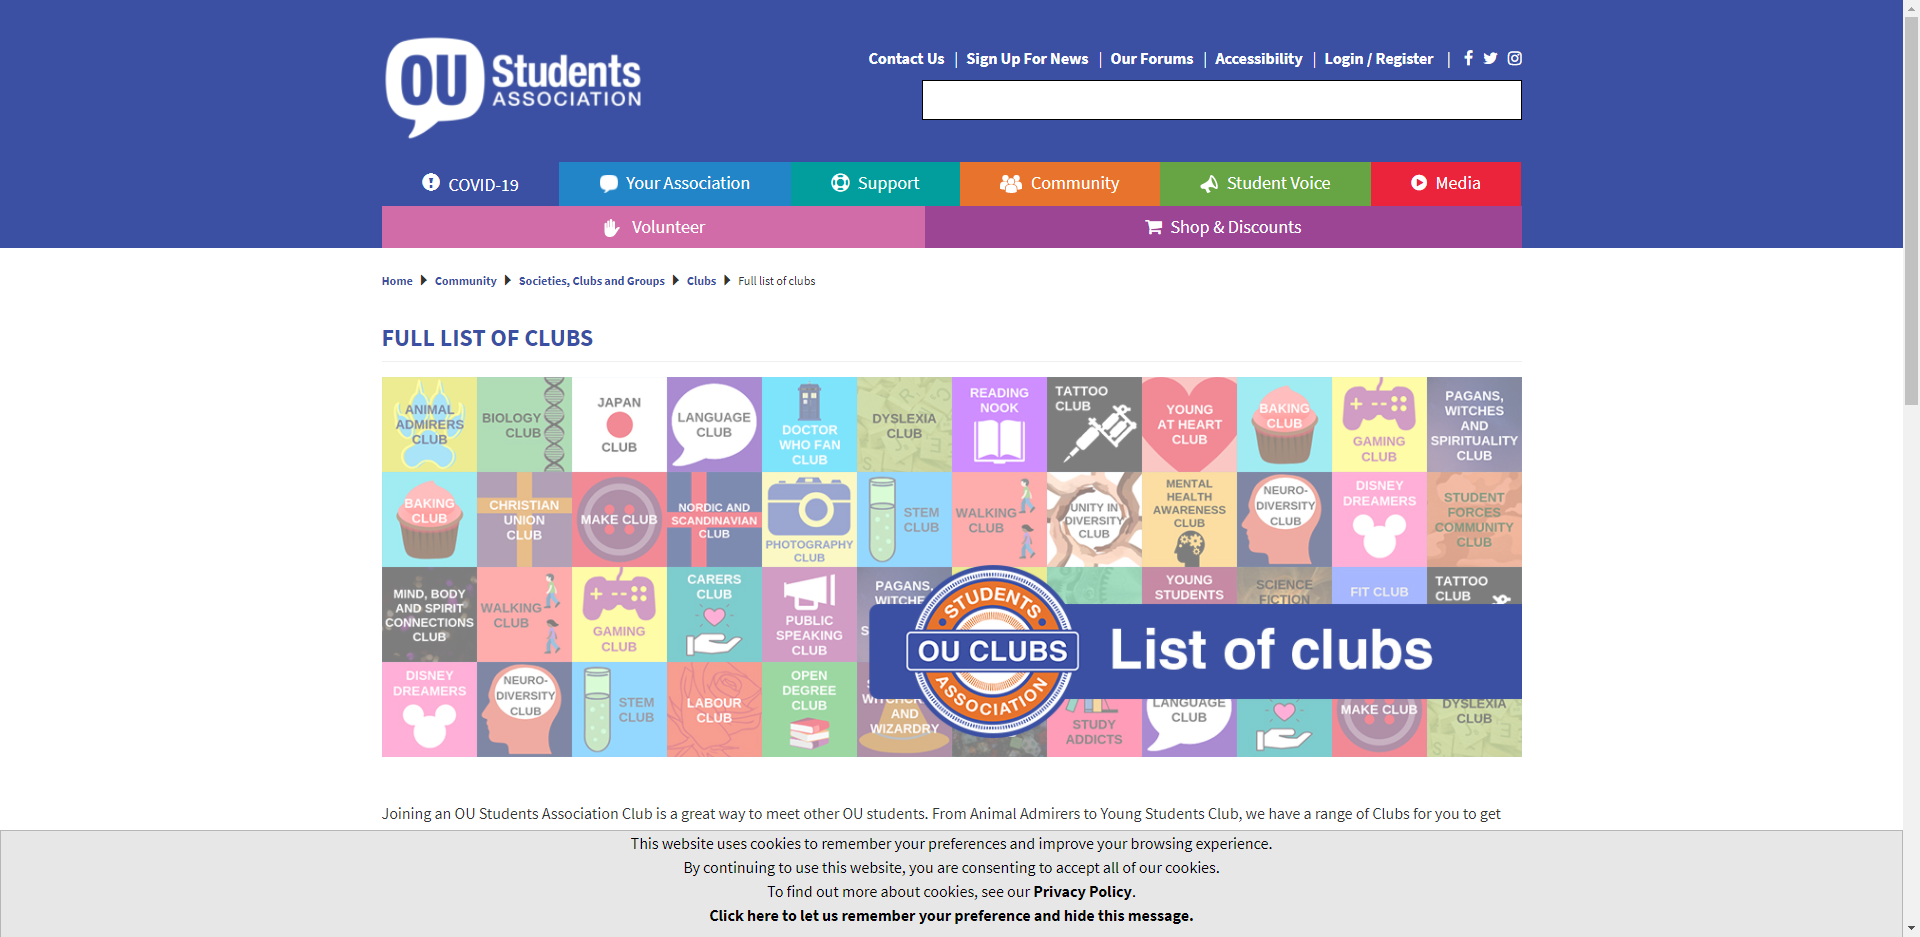 OU Students
ASSOCIATION
Contact Us | Sign Up For News | Our Forums | Accessibility | Login / Register |
COVID-19
Your Association
Support
Community
Student Voice
Media
Volunteer
Shop & Discounts
Home
Community
Societies, Clubs and Groups
Clubs
Full list of clubs
FULL LIST OF CLUBS
ANIMAL
ADMIRERS
CLUB
BIOLOGY
CLUB
JAPAN
CLUB
LANGUAGE
CLUB
DOCTOR
WHO FAN
CLUB
DYSLEXIA
CLUB
READING
NOOK
TATTOO
CLUB
YOUNG
AT HEART
CLUB
BAKING
CLUB
GAMING
CLUB
PAGANS,
WITCHES
AND
SPIRITUALITY
CLUB
BAKING
CLUB
CHRISTIAN
UNION
CLUB
MAKE CLUB
NORDIC AND
SCANDINAVIAN
CLUB
PHOTOGRAPHY
CLUB
STEM
CLUB
WALKING
CLUB
UNITY IN
DIVERSITY
CLUB
MENTAL
HEALTH
AWARENESS
CLUB
NEURO-
DIVERSITY
CLUB
DISNEY
DREAMERS
STUDENT
FORCES
COMMUNITY
CLUB
MIND, BODY
AND SPIRIT
CONNECTIONS
CLUB
WALKING
CLUB
GAMING
CLUB
CARERS
CLUB
PUBLIC
SPEAKING
CLUB
PAGANS,
YOUNG
STUDENTS
SCIENCE
FICTION
FIT CLUB
TATTOO
CLUB
STUDENTS
OU CLUBS
ASSOCIATION
List of clubs
DISNEY
DREAMERS
NEURO-
DIVERSITY
CLUB
STEM
CLUB
LABOUR
CLUB
OPEN
DEGREE
CLUB
AND
WIZARDRY
STUDY
ADDICTS
LANGUAGE
CLUB
MAKE CLUB
DYSLEXIA
CLUB
Joining an OU Students Association Club is a great way to meet other OU students. From Animal Admirers to Young Students Club, we have a range of Clubs for you to get
This website uses cookies to remember your preferences and improve your browsing experience.
By continuing to use this website, you are consenting to accept all of our cookies.
To find out more about cookies, see our Privacy Policy.
Click here to let us remember your preference and hide this message.